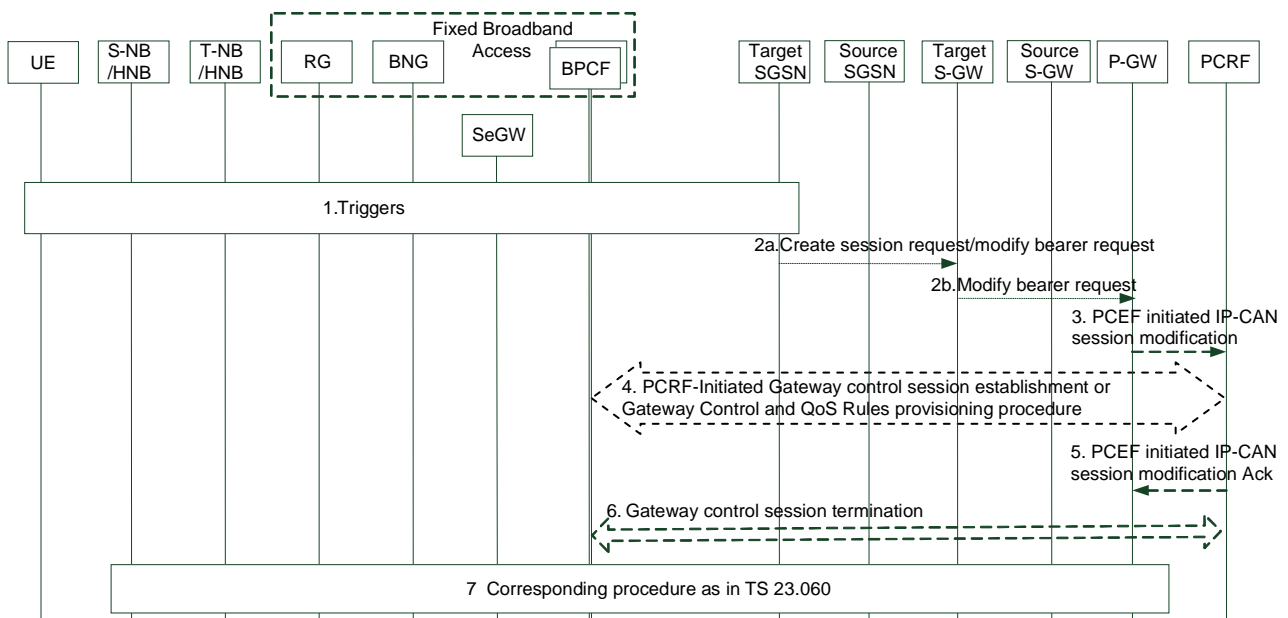 Fixed Broadband
Access
UE
S-NB
/HNB
T-NB
/HNB
RG
BNG
BPCF
Target
SGSN
Source
SGSN
Target
S-GW
Source
S-GW
P-GW
PCRF
SeGW
1.Triggers
2a.Create session request/modify bearer request
2b.Modify bearer request
3. PCEF initiated IP-CAN
session modification
4. PCRF-Initiated Gateway control session establishment or
Gateway Control and QoS Rules provisioning procedure
5. PCEF initiated IP-CAN
session modification Ack
6. Gateway control session termination
7 Corresponding procedure as in TS 23.060